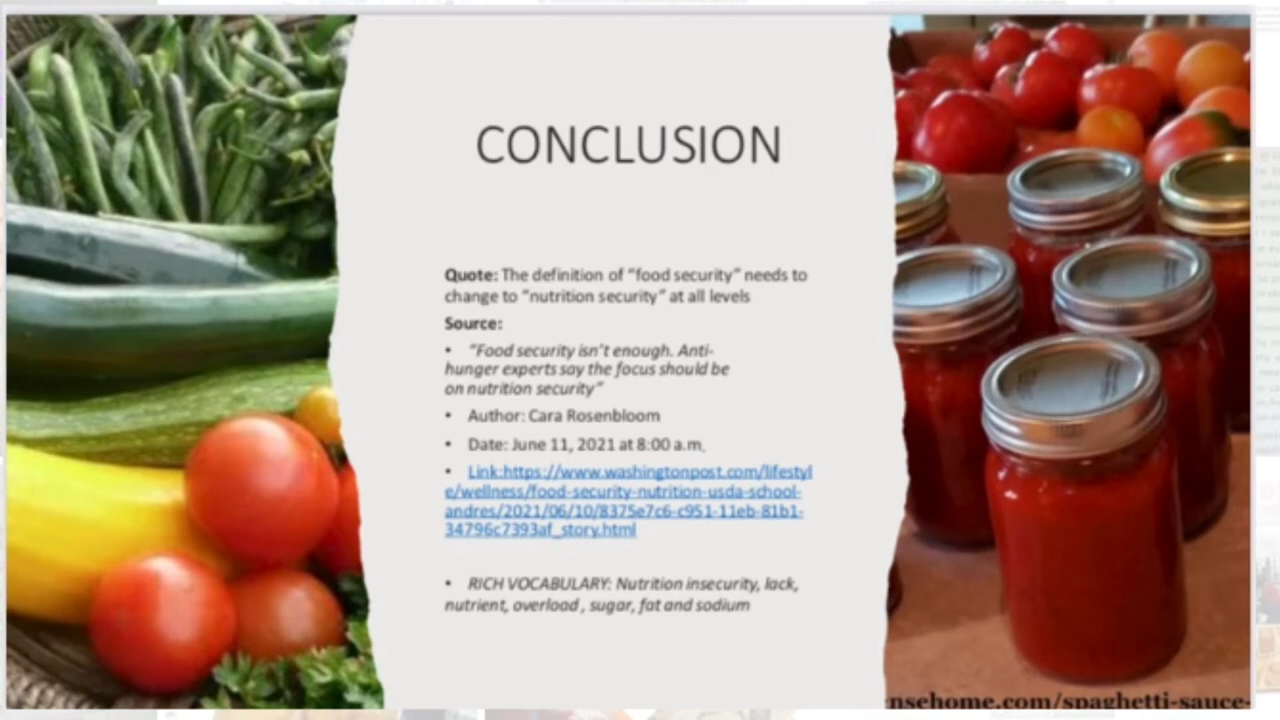 CONCLUSION
Quote: The definition of “food security” needs to
change to “nutrition security” at all levels
Source:
• “Food security isn’t enough. Anti-
hunger experts say the focus should be
on nutrition security”
• Author: Cara Rosenbloom
• Date: June 11, 2021 at 8:00 a.m.
• Link:https://www.washingtonpost.com/lifestyl
e/wellness/food-security-nutrition-usda-school-
andres/2021/06/10/8375e7c6-c951-11eb-81b1-
34796c7393af_story.html
• RICH VOCABULARY: Nutrition insecurity, lack,
nutrient, overload , sugar, fat and sodium
nsehome.com/spaghetti-sauce-